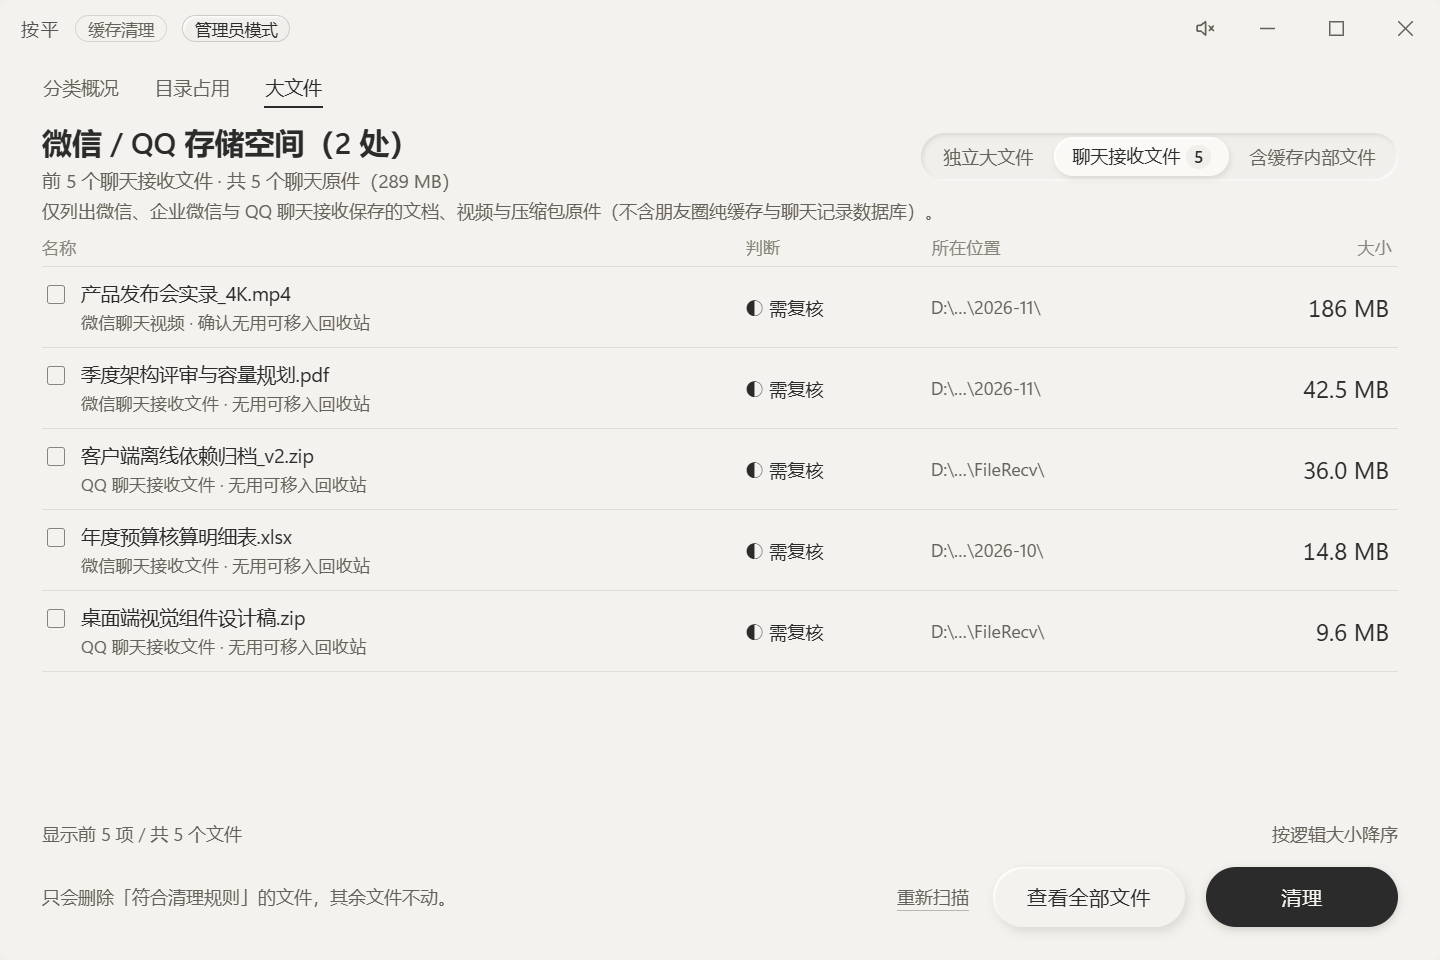 按平 缓存清理 管理员模式
分类概况 目录占用 大文件
微信 / QQ 存储空间（2 处）
独立大文件 聊天接收文件 5 含缓存内部文件
前 5 个聊天接收文件 · 共 5 个聊天原件（289 MB）
仅列出微信、企业微信与 QQ 聊天接收保存的文档、视频与压缩包原件（不含朋友圈纯缓存与聊天记录数据库）。
名称 判断 所在位置 大小
产品发布会实录_4K.mp4
微信聊天视频 · 确认无用可移入回收站
需复核 D:\...\2026-11\ 186 MB
季度架构评审与容量规划.pdf
微信聊天接收文件 · 无用可移入回收站
需复核 D:\...\2026-11\ 42.5 MB
客户端离线依赖归档_v2.zip
QQ 聊天接收文件 · 无用可移入回收站
需复核 D:\...\FileRecv\ 36.0 MB
年度预算核算明细表.xlsx
微信聊天接收文件 · 无用可移入回收站
需复核 D:\...\2026-10\ 14.8 MB
桌面端视觉组件设计稿.zip
QQ 聊天接收文件 · 无用可移入回收站
需复核 D:\...\FileRecv\ 9.6 MB
显示前 5 项 / 共 5 个文件 按逻辑大小降序
只会删除「符合清理规则」的文件，其余文件不动。 重新扫描 查看全部文件 清理